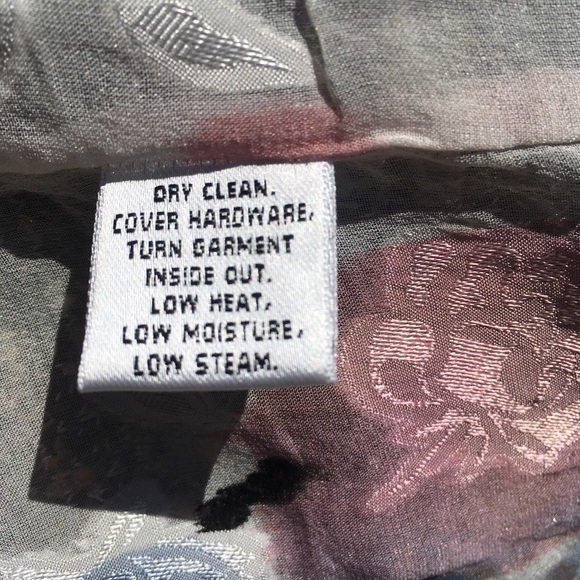 DRY CLEAN.
COVER HARDWARE,
TURN GARMENT
INSIDE OUT.
LOW HEAT,
LOW MOISTURE,
LOW STEAM.